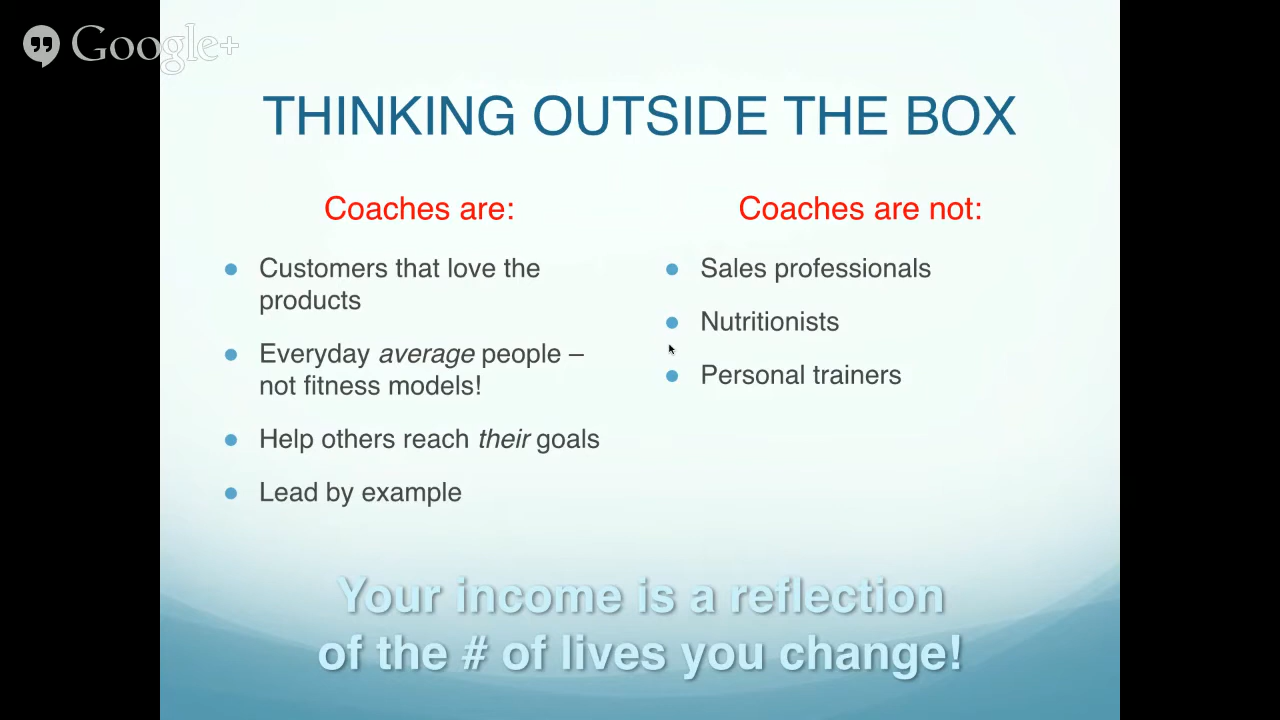 Google+
THINKING OUTSIDE THE BOX
Coaches are:
Customers that love the
products
Everyday average people –
not fitness models!
Help others reach their goals
Lead by example
Coaches are not:
Sales professionals
Nutritionists
Personal trainers
Your income is a reflection
of the # of lives you change!